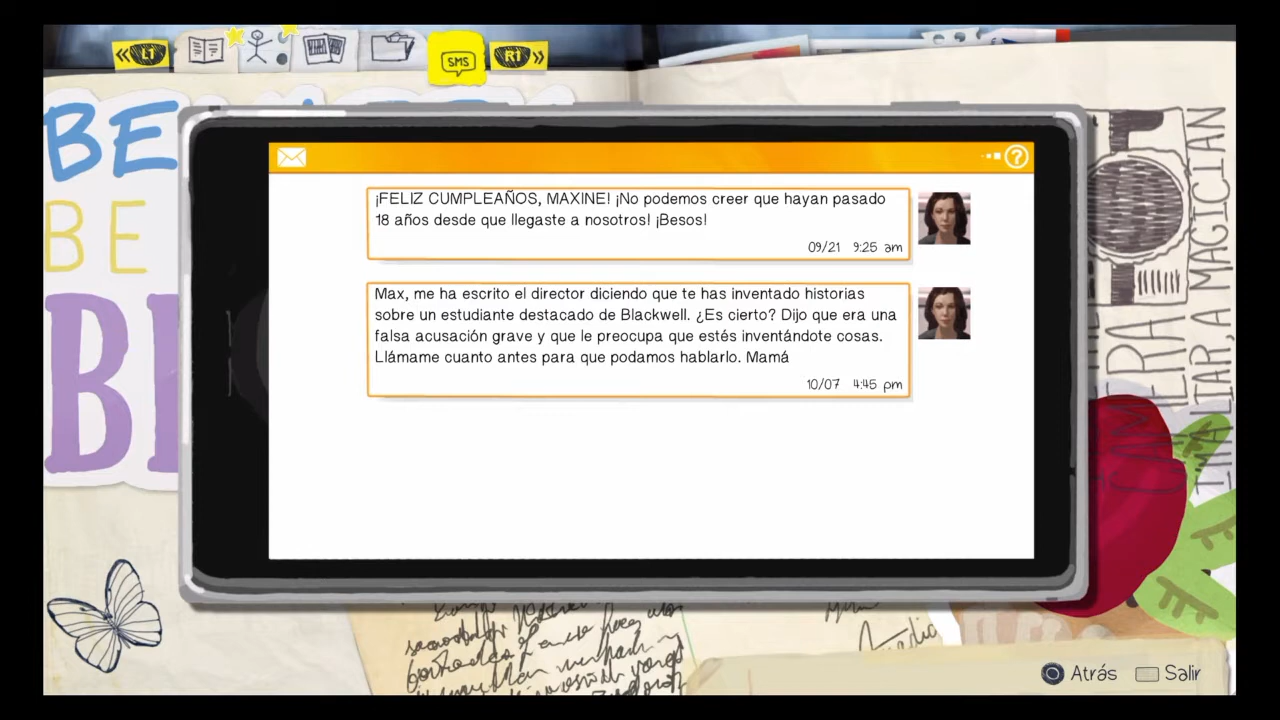 L1
SMS
R1
BE
BE
B
¡FELIZ CUMPLEAÑOS, MAXINE! ¡No podemos creer que hayan pasado
18 años desde que llegaste a nosotros! ¡Besos!
09/21 9:25 am
Max, me ha escrito el director diciendo que te has inventado historias
sobre un estudiante destacado de Blackwell. ¿Es cierto? Dijo que era una
falsa acusación grave y que le preocupa que estés inventándote cosas.
Llámame cuanto antes para que podamos hablarlo. Mamá
10/07 4:45 pm
Atrás
Salir